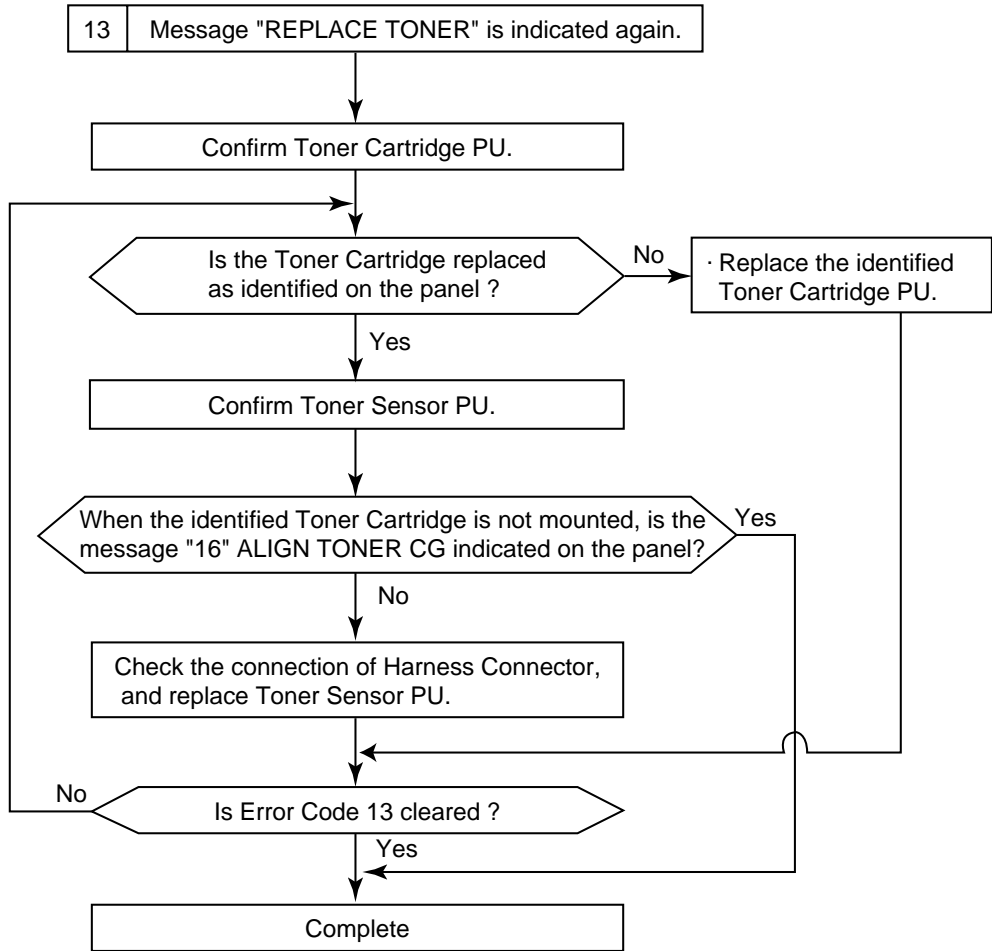 13 Message "REPLACE TONER" is indicated again.
Confirm Toner Cartridge PU.
Is the Toner Cartridge replaced
as identified on the panel ?
No
· Replace the identified
Toner Cartridge PU.
Yes
Confirm Toner Sensor PU.
When the identified Toner Cartridge is not mounted, is the
message "16" ALIGN TONER CG indicated on the panel?
Yes
No
Check the connection of Harness Connector,
and replace Toner Sensor PU.
No
Is Error Code 13 cleared ?
Yes
Complete